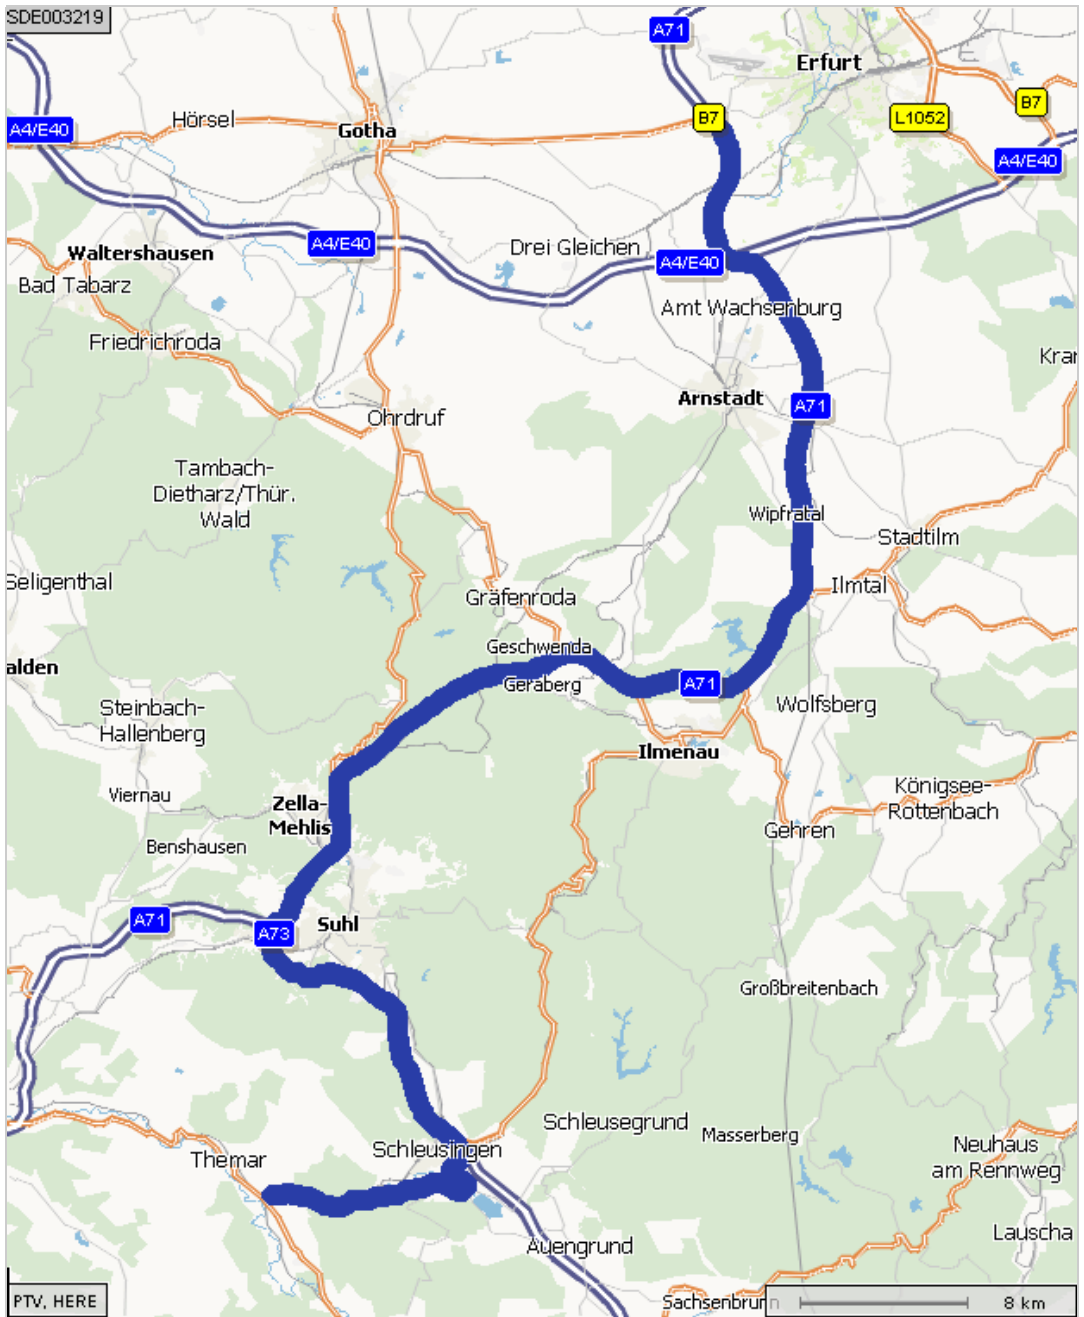 SDE003219
A71
Erfurt
B7
L1052
B7
Hörsel
A4/E40
Gotha
A4/E40
Drei Gleichen
A4/E40
A4/E40
Waltershausen
Bad Tabarz
Amt Wachsenburg
Friedrichroda
Kran
Arnstadt
A71
Ohrdruf
Tambach-
Dietharz/Thür.
Wald
Wipfratal
Stadtilm
Seligenthal
Gräfenroda
Ilmtal
Geschwenda
alden
Geraberg
A71
Steinbach-
Hallenberg
Wolfsberg
Ilmenau
Viernau
Zella-
Mehlis
Königsee-
Rottenbach
Gehren
Benshausen
A71
A73
Suhl
Großbreitenbach
Schleusegrund
Masserberg
Schleusingen
Themar
Neuhaus
am Rennweg
Lauscha
Auengrund
Sachsenbrunn
PTV, HERE
8 km